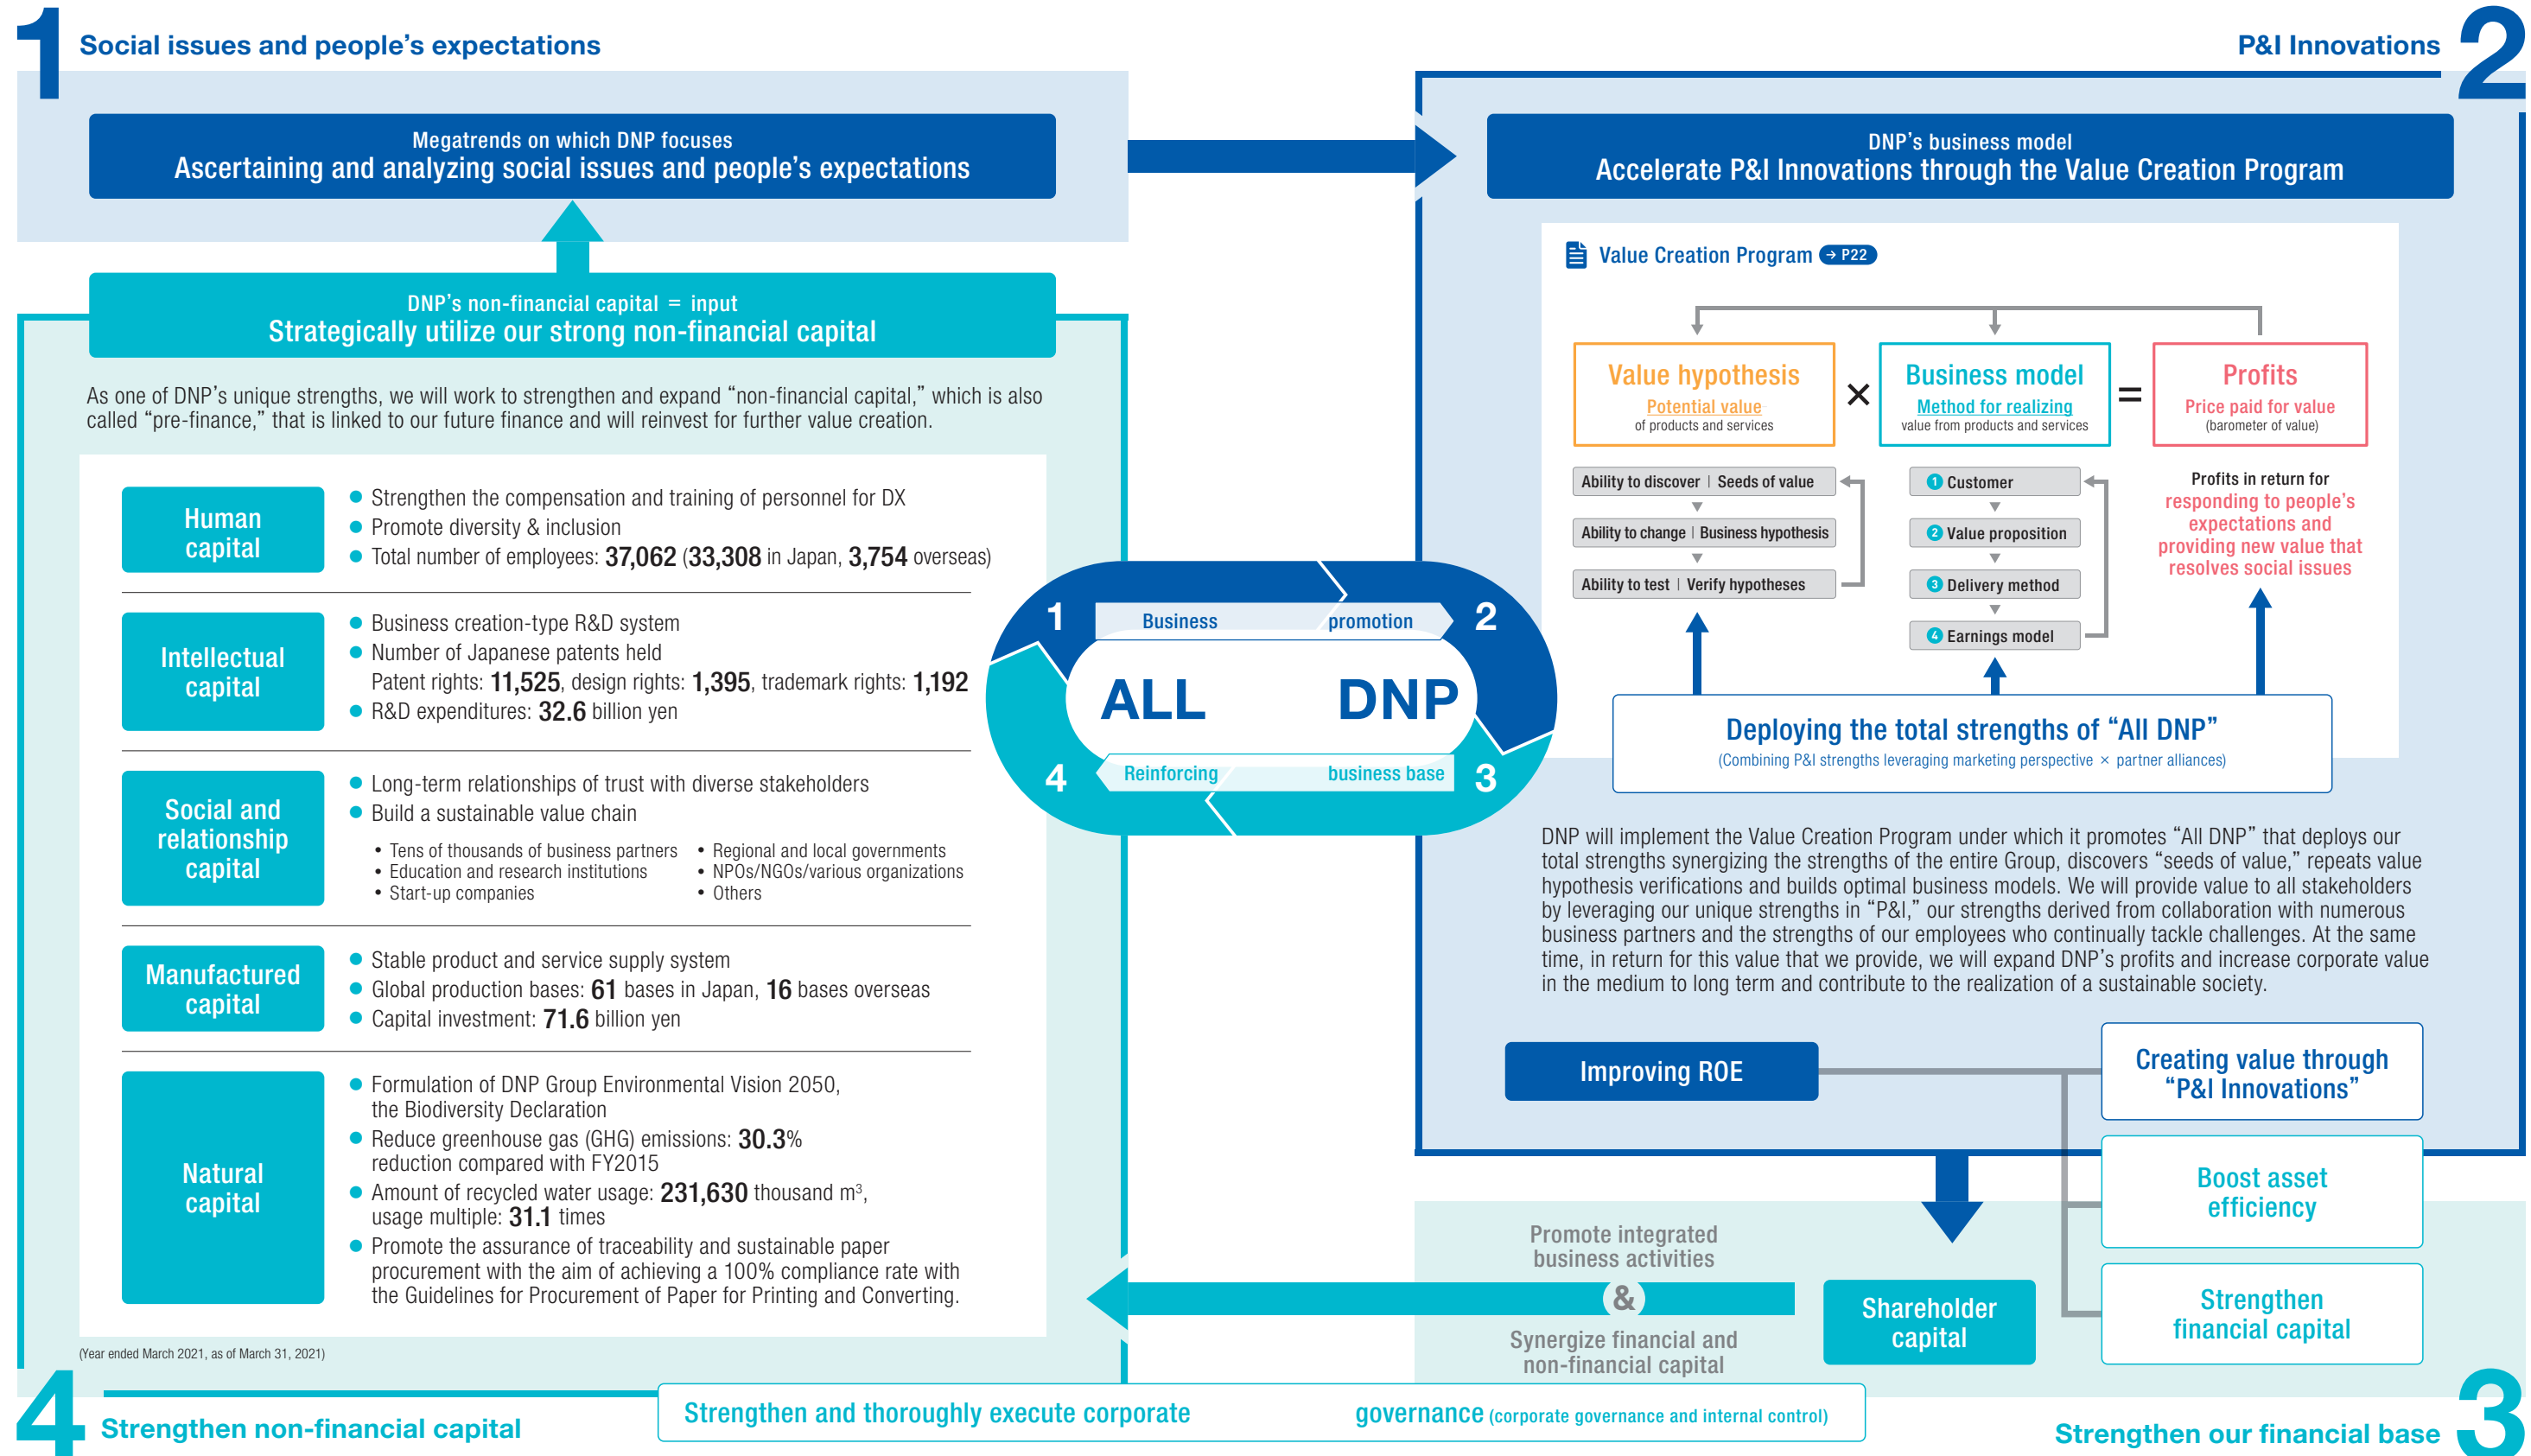 1 Social issues and people’s expectations
Megatrends on which DNP focuses
Ascertaining and analyzing social issues and people’s expectations
DNP’s non-financial capital = input
Strategically utilize our strong non-financial capital
As one of DNP’s unique strengths, we will work to strengthen and expand “non-financial capital,” which is also
called “pre-finance,” that is linked to our future finance and will reinvest for further value creation.
Human
capital
● Strengthen the compensation and training of personnel for DX
● Promote diversity & inclusion
● Total number of employees: 37,062 (33,308 in Japan, 3,754 overseas)
Intellectual
capital
● Business creation-type R&D system
● Number of Japanese patents held
Patent rights: 11,525, design rights: 1,395, trademark rights: 1,192
● R&D expenditures: 32.6 billion yen
Social and
relationship
capital
● Long-term relationships of trust with diverse stakeholders
● Build a sustainable value chain
• Tens of thousands of business partners
• Education and research institutions
• Start-up companies
• Regional and local governments
• NPOs/NGOs/various organizations
• Others
Manufactured
capital
● Stable product and service supply system
● Global production bases: 61 bases in Japan, 16 bases overseas
● Capital investment: 71.6 billion yen
Natural
capital
● Formulation of DNP Group Environmental Vision 2050,
the Biodiversity Declaration
● Reduce greenhouse gas (GHG) emissions: 30.3%
reduction compared with FY2015
● Amount of recycled water usage: 231,630 thousand m³,
usage multiple: 31.1 times
● Promote the assurance of traceability and sustainable paper
procurement with the aim of achieving a 100% compliance rate with
the Guidelines for Procurement of Paper for Printing and Converting.
(Year ended March 2021, as of March 31, 2021)
4 Strengthen non-financial capital
1 Business promotion 2
ALL DNP
4 Reinforcing business base 3
P&I Innovations 2
DNP’s business model
Accelerate P&I Innovations through the Value Creation Program
Value Creation Program → P22
Value hypothesis
Potential value
of products and services
×
Business model
Method for realizing
value from products and services
=
Profits
Price paid for value
(barometer of value)
Ability to discover | Seeds of value
Ability to change | Business hypothesis
Ability to test | Verify hypotheses
1 Customer
2 Value proposition
3 Delivery method
4 Earnings model
Profits in return for
responding to people’s
expectations and
providing new value that
resolves social issues
Deploying the total strengths of “All DNP”
(Combining P&I strengths leveraging marketing perspective × partner alliances)
DNP will implement the Value Creation Program under which it promotes “All DNP” that deploys our
total strengths synergizing the strengths of the entire Group, discovers “seeds of value,” repeats value
hypothesis verifications and builds optimal business models. We will provide value to all stakeholders
by leveraging our unique strengths in “P&I,” our strengths derived from collaboration with numerous
business partners and the strengths of our employees who continually tackle challenges. At the same
time, in return for this value that we provide, we will expand DNP’s profits and increase corporate value
in the medium to long term and contribute to the realization of a sustainable society.
Improving ROE
Creating value through
“P&I Innovations”
Boost asset
efficiency
Strengthen
financial capital
Promote integrated
business activities
&
Synergize financial and
non-financial capital
Shareholder
capital
Strengthen and thoroughly execute corporate governance (corporate governance and internal control)
Strengthen our financial base 3